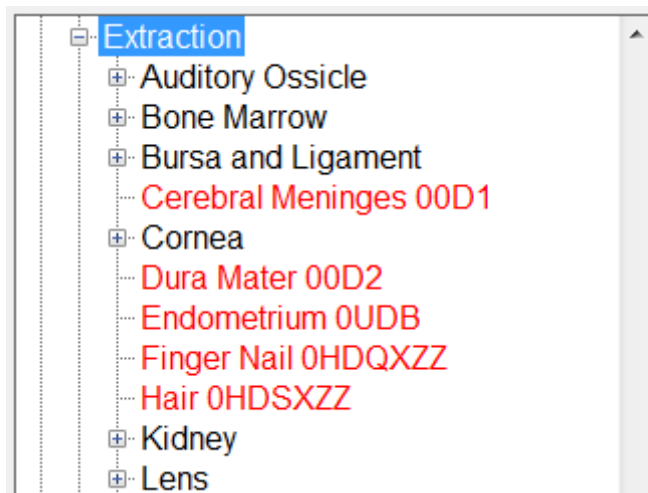 Extraction
Auditory Ossicle
Bone Marrow
Bursa and Ligament
Cerebral Meninges 00D1
Cornea
Dura Mater 00D2
Endometrium 0UDB
Finger Nail 0HDQXZZ
Hair 0HDSXZZ
Kidney
Lens